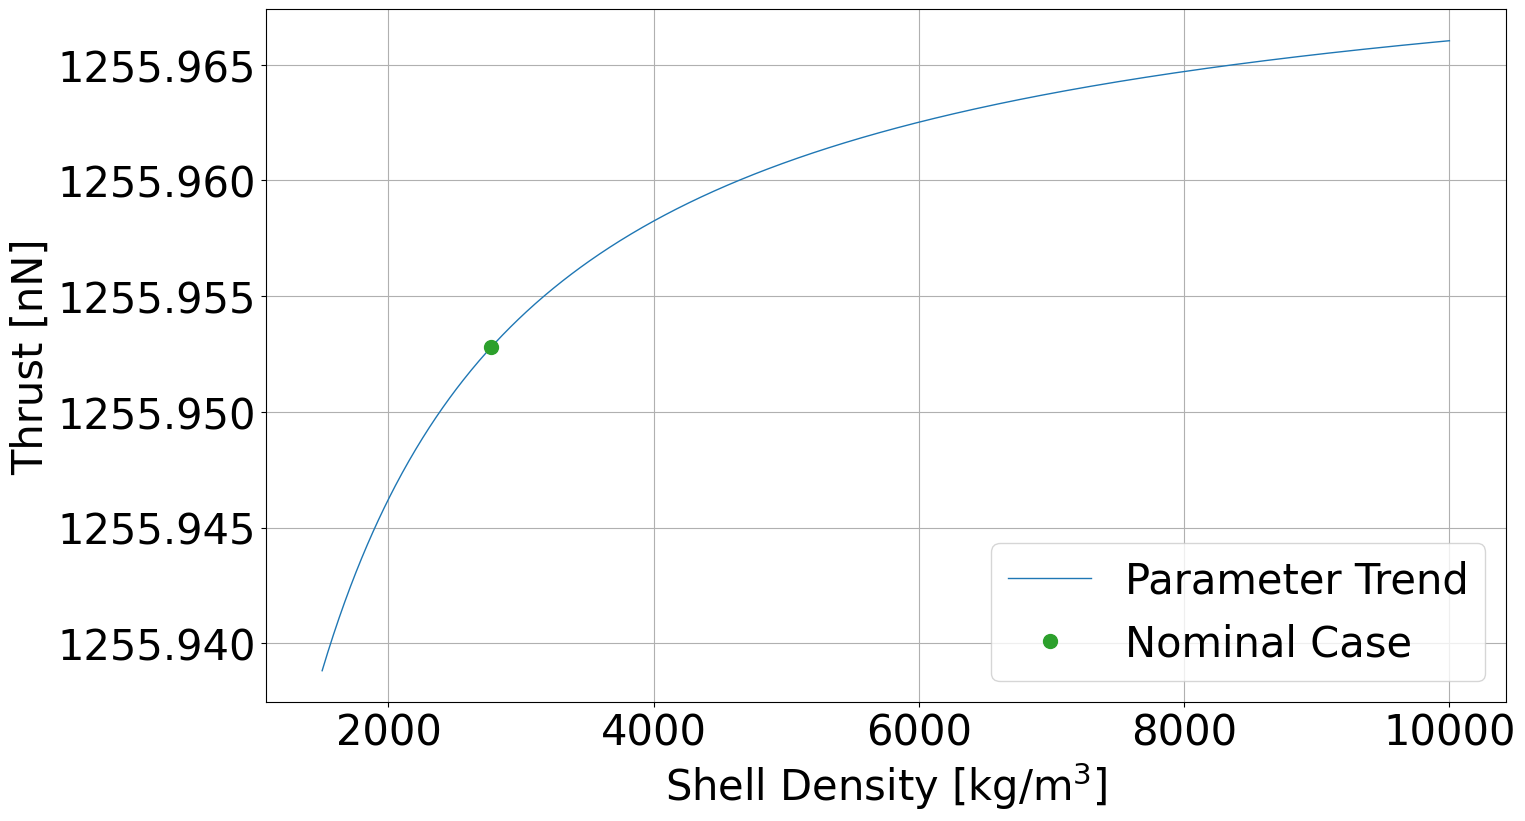 Thrust [nN]
1255.965
1255.960
1255.955
1255.950
1255.945
1255.940
Parameter Trend
Nominal Case
2000 4000 6000 8000 10000
Shell Density [kg/m³]